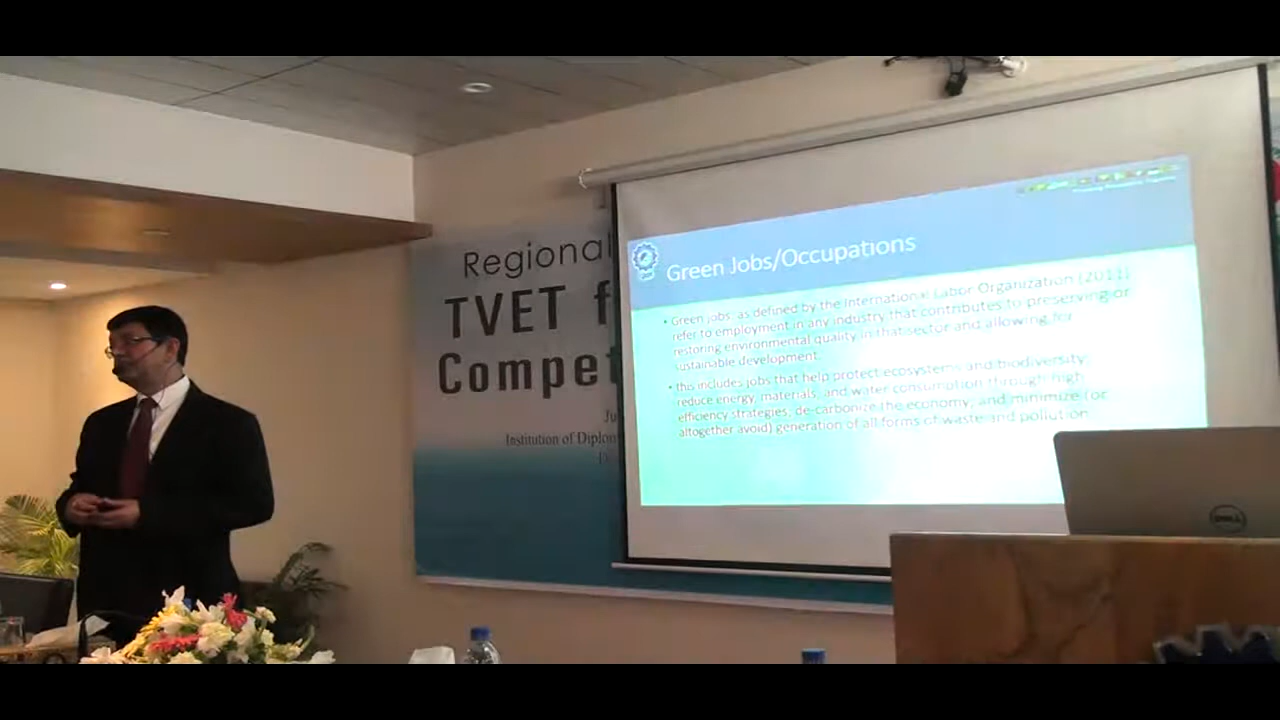 Regional
TVET f
Compet
Ju
Institution of Diplom
D
Green Jobs/Occupations
• Green jobs as defined by the International Labor Organization (2011)
refer to employment in any industry that contributes to preserving or
restoring environmental quality in that sector and allowing for
sustainable development.
• this includes jobs that help protect ecosystems and biodiversity;
reduce energy, materials, and water consumption through high
efficiency strategies; de-carbonize the economy; and minimize (or
altogether avoid) generation of all forms of waste and pollution
DELL